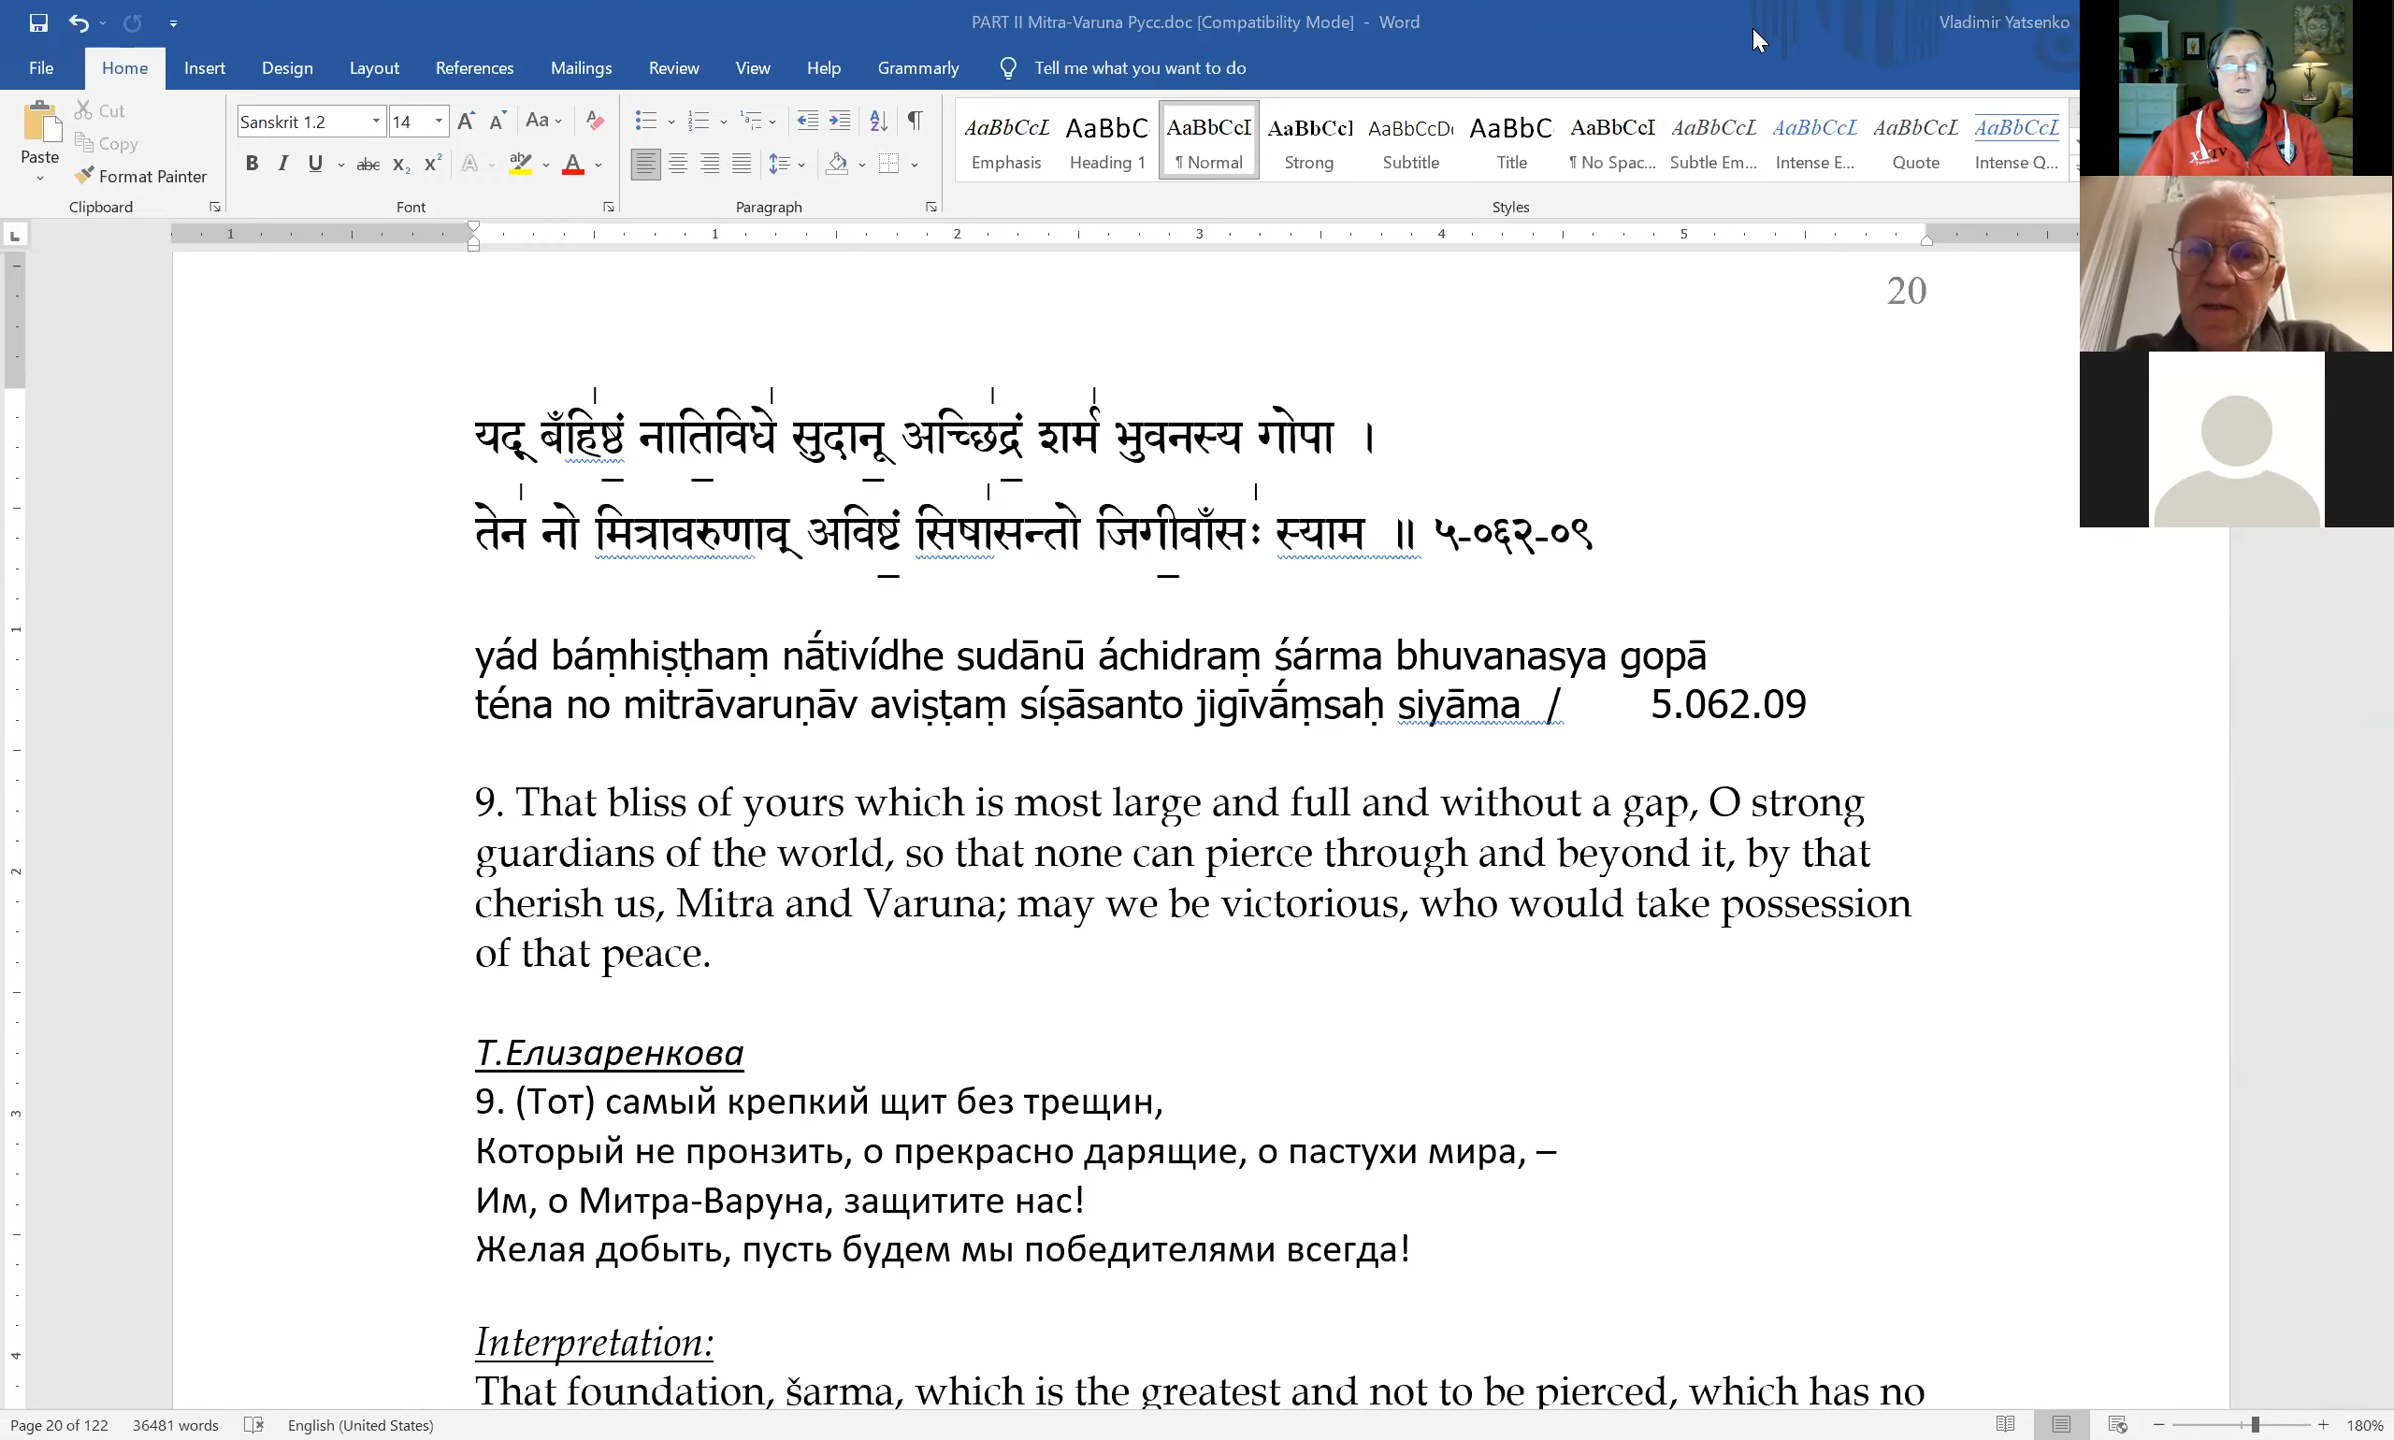 PART II Mitra-Varuna Русс.doc [Compatibility Mode] - Word
Vladimir Yatsenko
File Home Insert Design Layout References Mailings Review View Help Grammarly Tell me what you want to do
Paste
Cut
Copy
Format Painter
Clipboard
Sanskrit 1.2 14
Font
Paragraph
AaBbCcL AaBbC AaBbCcI AaBbCcI AaBbCcD AaBbC AaBbCcI AaBbCcL AaBbCcL AaBbCcL AaBbCcL
Emphasis Heading 1 ¶ Normal Strong Subtitle Title ¶ No Spac... Subtle Em... Intense E... Quote Intense Q...
Styles
1 1 2 3 4 5
20
यद् बँहि॑ष्ठं॒ नाति॒विधे॑ सुदानू॒ अच्छि॑द्रं॒ शर्म॑ भुवनस्य गोपा ।
तेन॑ नो मित्रावरुणाव् अविष्टं॒ सिषा॑सन्तो जिगी॒वाँसः॑ स्याम ॥ ५-०६२-०९
yád báṃhiṣṭhaṃ nā́tivídhe sudānū áchidraṃ śárma bhuvanasya gopā
téna no mitrāvaruṇāv aviṣṭaṃ síṣāsanto jigīvā́ṃsaḥ siyāma / 5.062.09
9. That bliss of yours which is most large and full and without a gap, O strong
guardians of the world, so that none can pierce through and beyond it, by that
cherish us, Mitra and Varuna; may we be victorious, who would take possession
of that peace.
Т.Елизаренкова
9. (Тот) самый крепкий щит без трещин,
Который не пронзить, о прекрасно дарящие, о пастухи мира, –
Им, о Митра-Варуна, защитите нас!
Желая добыть, пусть будем мы победителями всегда!
Interpretation:
That foundation, šarma, which is the greatest and not to be pierced, which has no
Page 20 of 122 36481 words English (United States) 180%